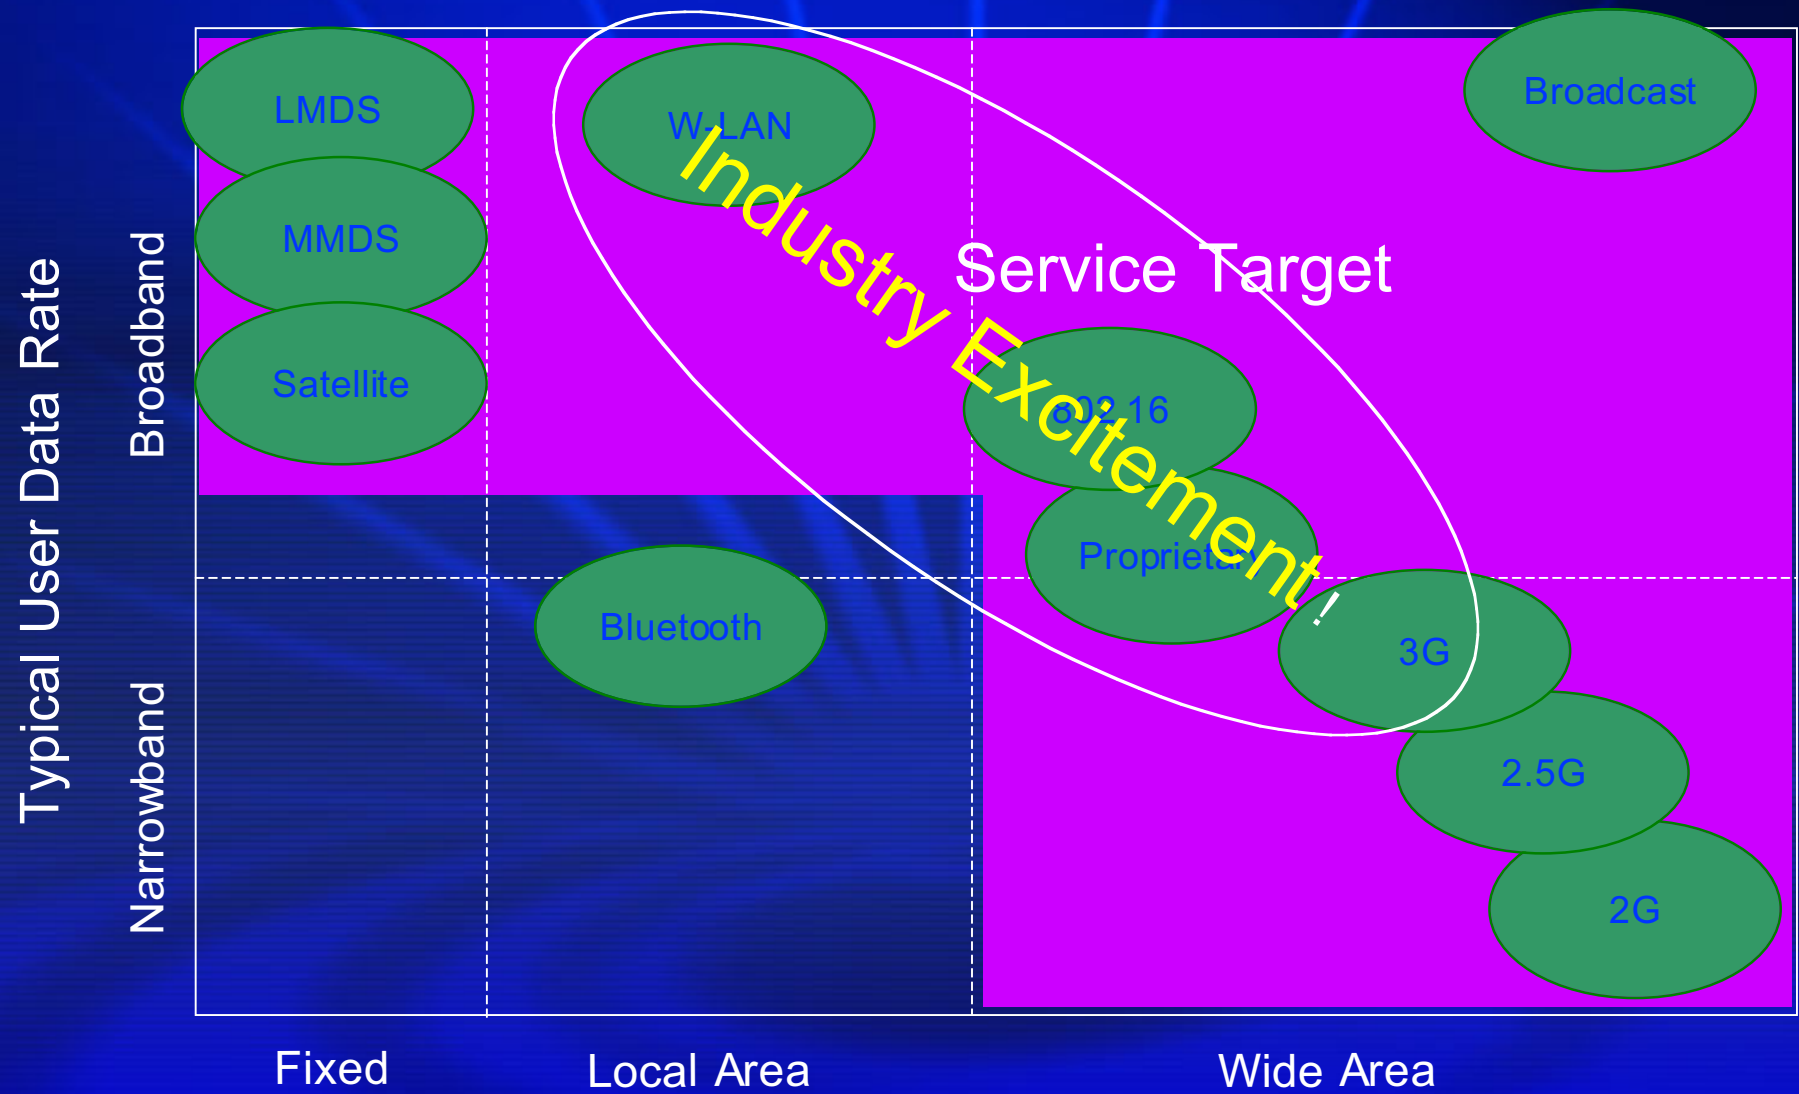 Typical User Data Rate
Broadband
Narrowband
LMDS
W-LAN
Broadcast
MMDS
Service Target
Satellite
Industry Excitement !
802.16
Proprietary
Bluetooth
3G
2.5G
2G
Fixed
Local Area
Wide Area